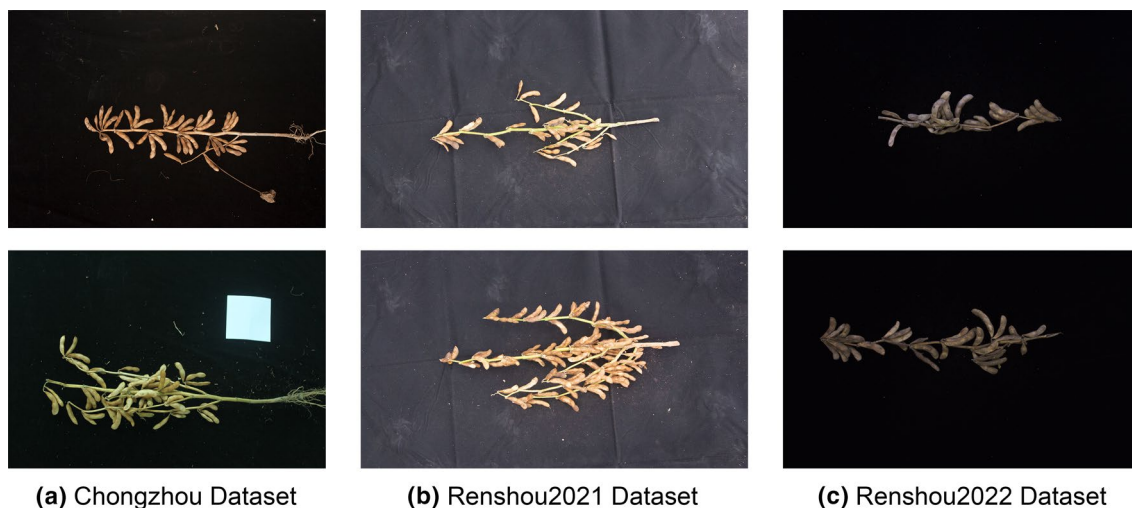 (a) Chongzhou Dataset
(b) Renshou2021 Dataset
(c) Renshou2022 Dataset